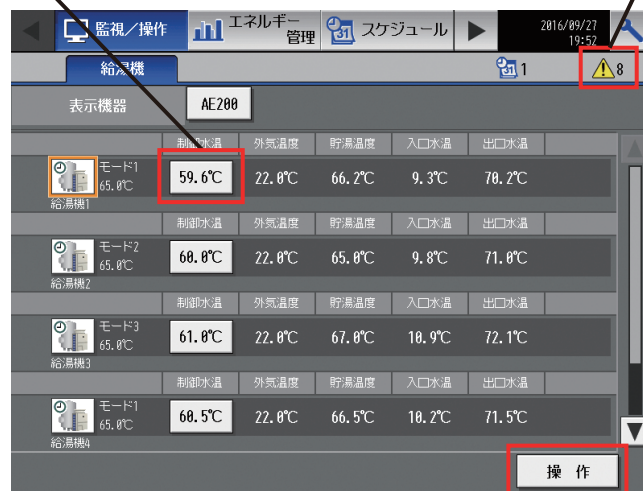 監視／操作
エネルギー
管理
31
スケジュール
2016/09/27
19:52
給湯機
31
1
8
表示機器
AE200
制御水温 外気温度 貯湯温度 入口水温 出口水温
モード1
65.0℃
59.6℃ 22.0℃ 66.2℃ 9.3℃ 70.2℃
給湯機1
制御水温 外気温度 貯湯温度 入口水温 出口水温
モード2
65.0℃
60.0℃ 22.0℃ 65.0℃ 9.8℃ 71.0℃
給湯機2
制御水温 外気温度 貯湯温度 入口水温 出口水温
モード3
65.0℃
61.0℃ 22.0℃ 67.0℃ 10.9℃ 72.1℃
給湯機3
制御水温 外気温度 貯湯温度 入口水温 出口水温
モード1
65.0℃
60.5℃ 22.0℃ 66.5℃ 10.2℃ 71.5℃
給湯機4
操 作